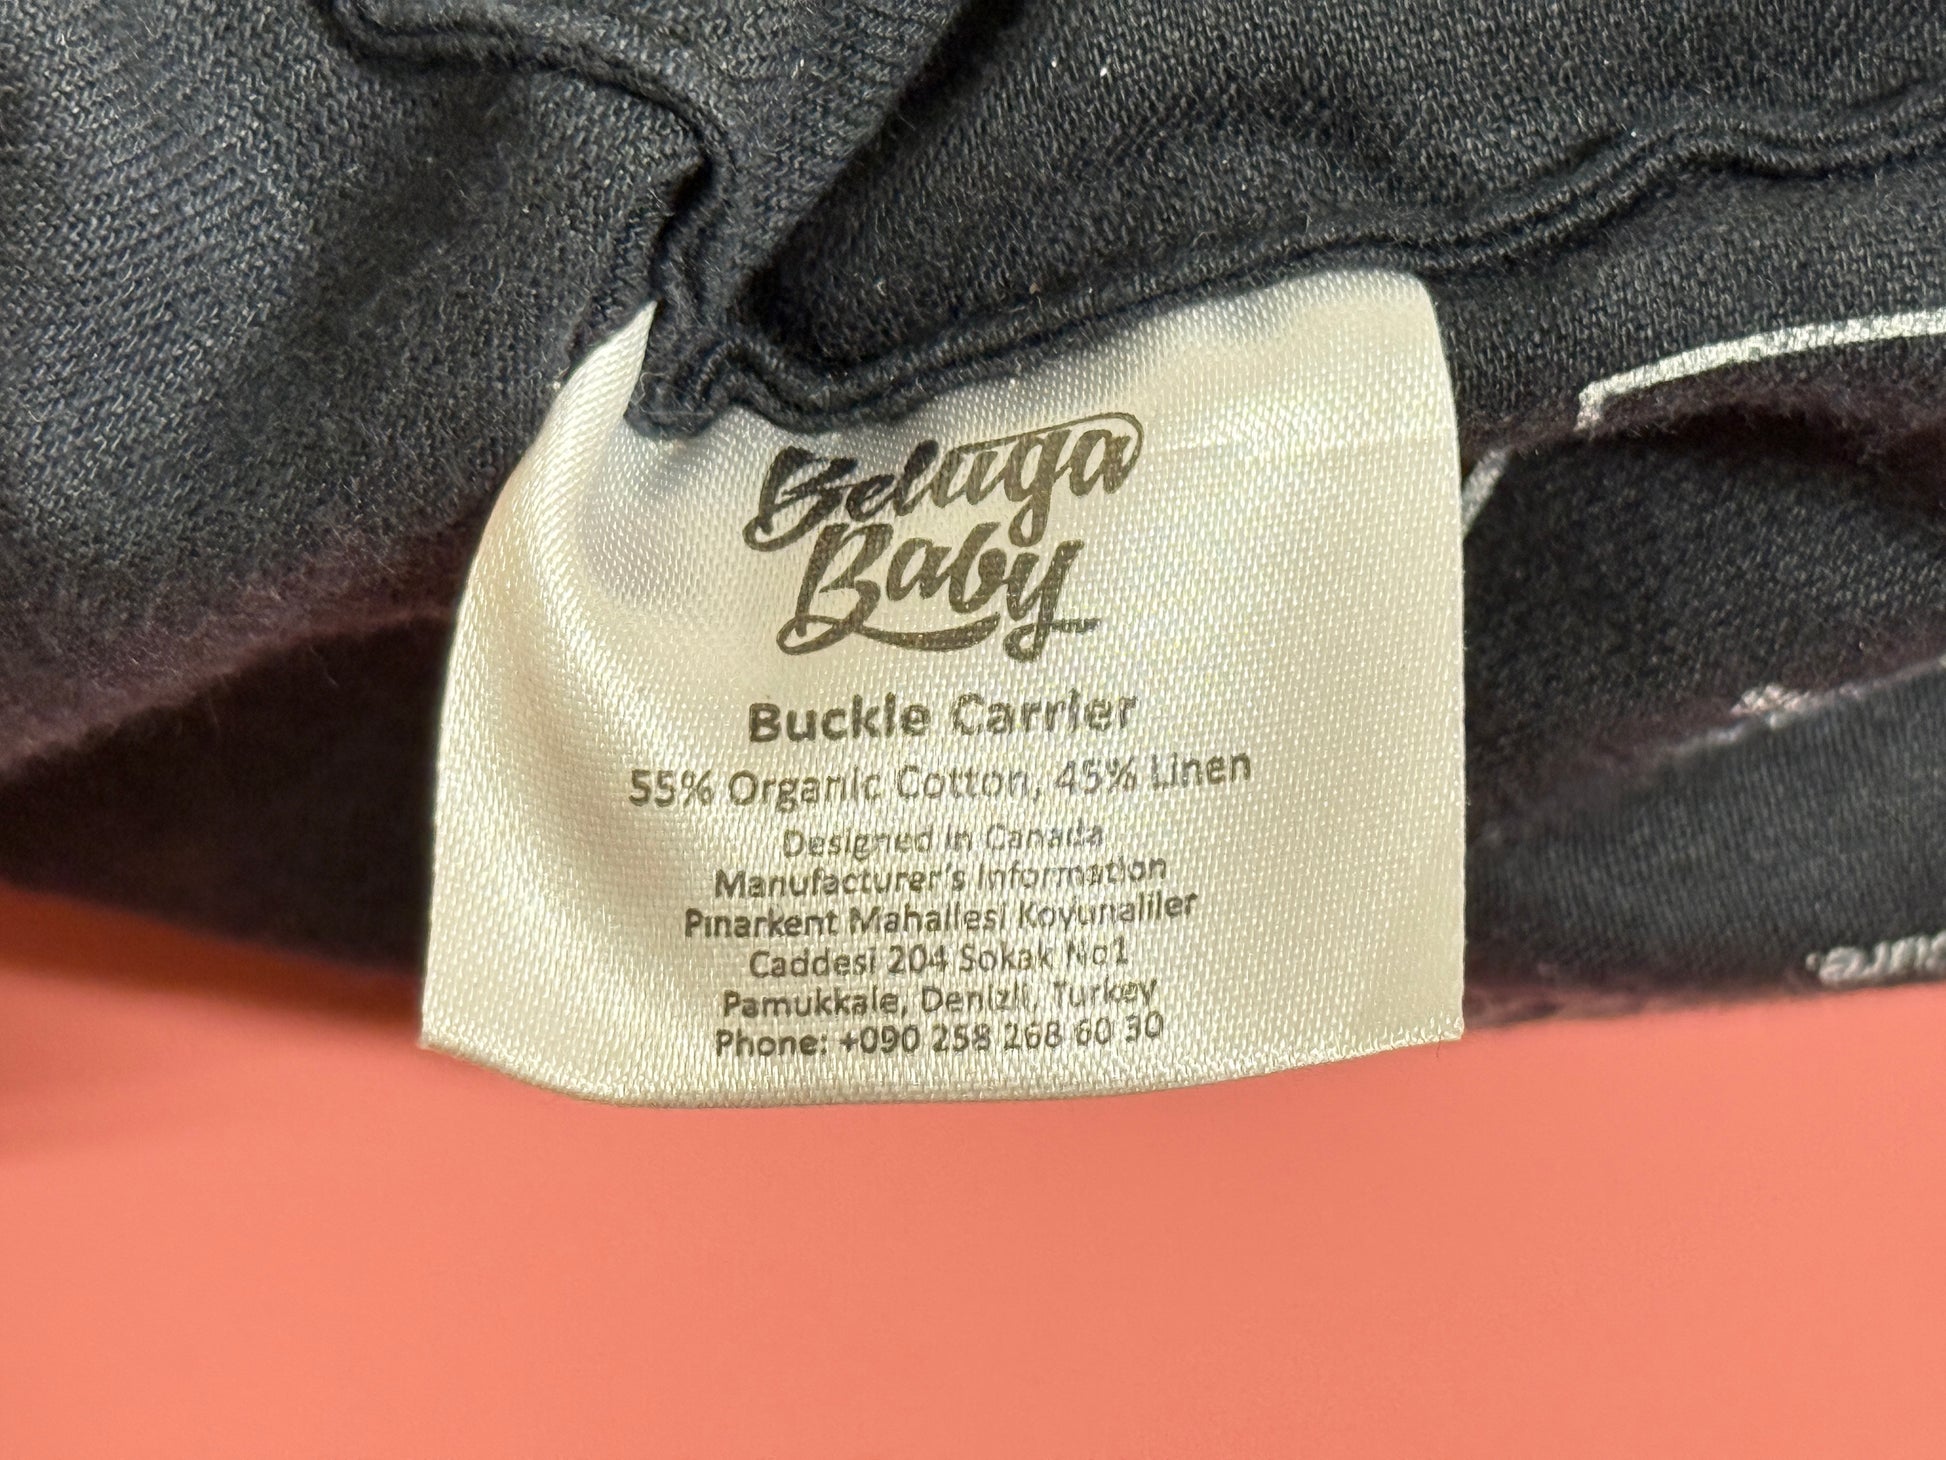 Beluga
Baby
Buckle Carrier
55% Organic Cotton, 45% Linen
Designed in Canada
Manufacturer's Information
Pınarkent Mahallesi Koyunaliler
Caddesi 204 Sokak No1
Pamukkale, Denizli, Turkey
Phone: +090 258 268 60 30